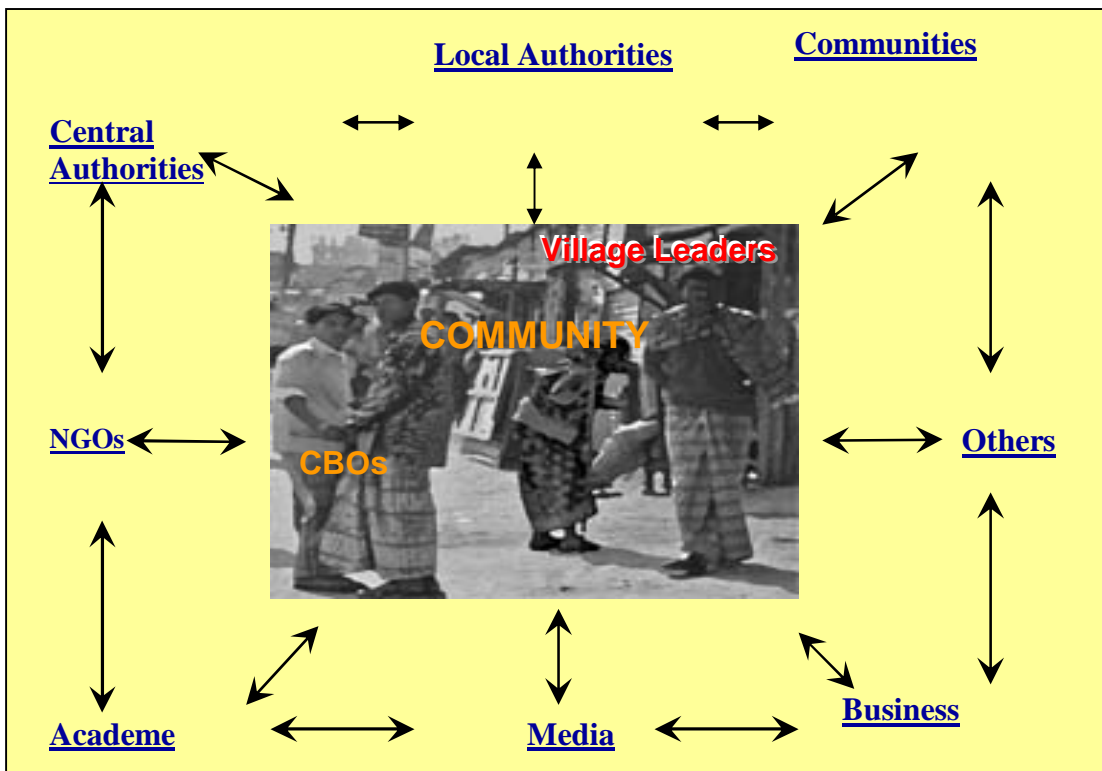 Local Authorities
Communities
Central
Authorities
Village Leaders
COMMUNITY
NGOs
CBOs
Others
Academe
Media
Business